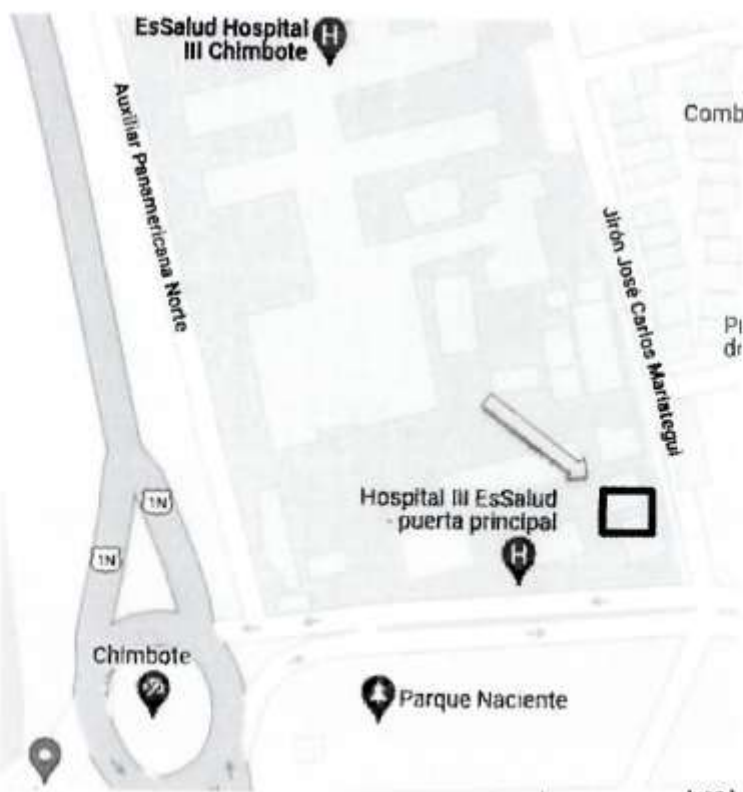 EsSalud Hospital
III Chimbote
Auxiliar Panamericana Norte
Comb
Jirón José Carlos Mariategui
Hospital III EsSalud
puerta principal
1N
1N
Chimbote
Parque Naciente